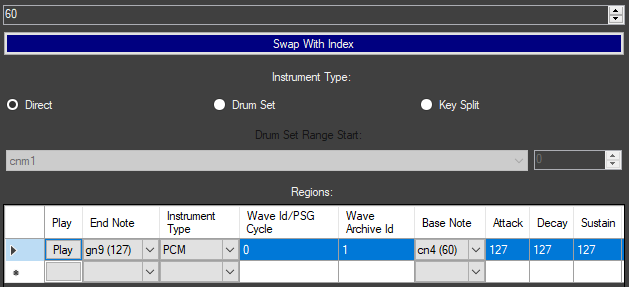 60
Swap With Index
Instrument Type:
Direct Drum Set Key Split
Drum Set Range Start:
cnm1 0
Regions:
Play End Note Instrument Type Wave Id/PSG Cycle Wave Archive Id Base Note Attack Decay Sustain
Play gn9 (127) PCM 0 1 cn4 (60) 127 127 127